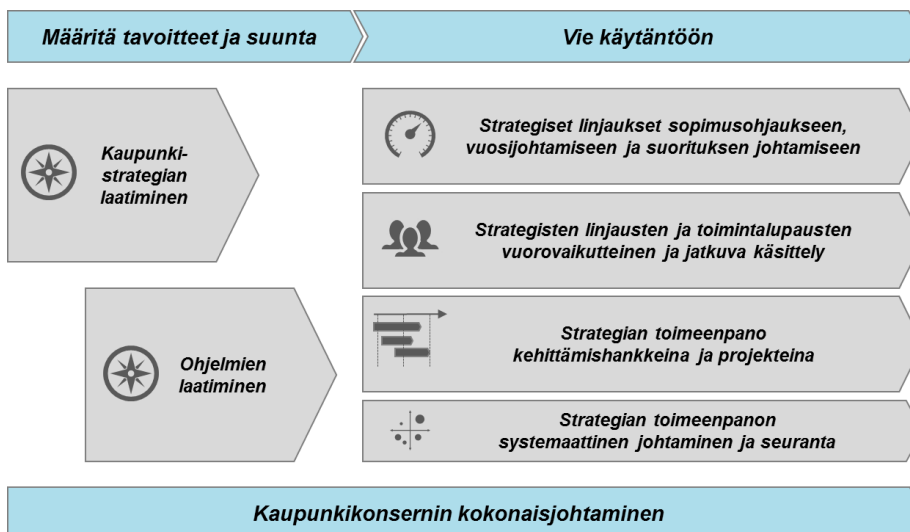 Määritä tavoitteet ja suunta
Vie käytäntöön
Kaupunki-
strategian
laatiminen
Ohjelmien
laatiminen
Strategiset linjaukset sopimusohjaukseen,
vuosijohtamiseen ja suorituksen johtamiseen
Strategisten linjausten ja toimintalupausten
vuorovaikutteinen ja jatkuva käsittely
Strategian toimeenpano
kehittämishankkeina ja projekteina
Strategian toimeenpanon
systemaattinen johtaminen ja seuranta
Kaupunkikonsernin kokonaisjohtaminen